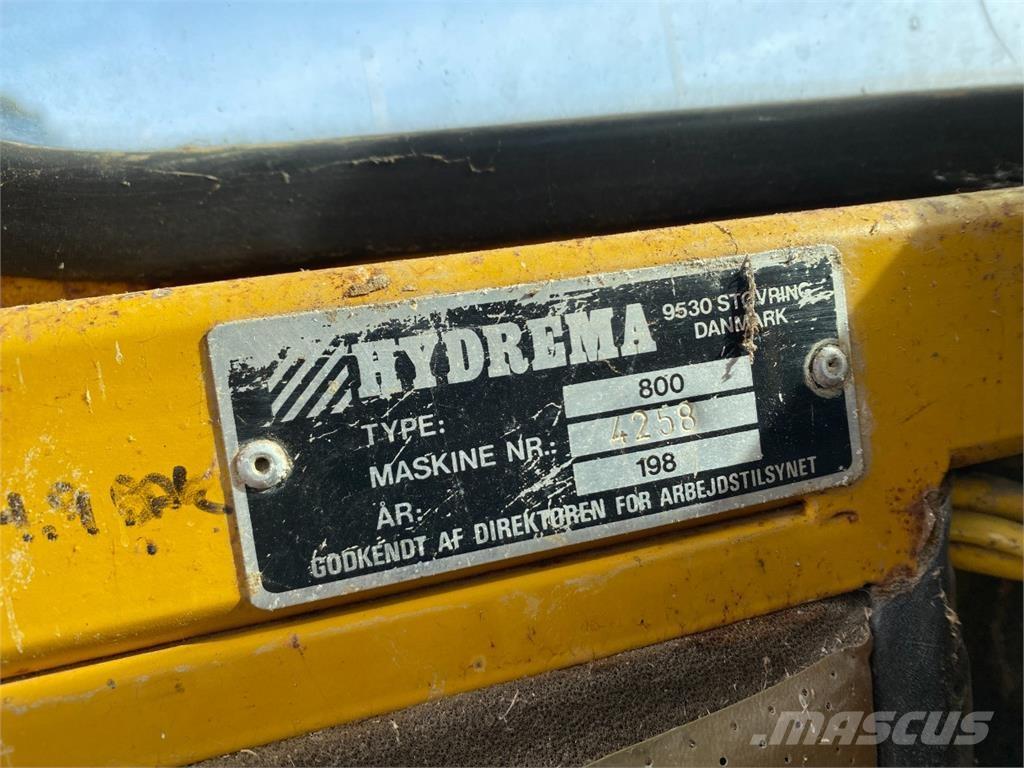 HYDREMA
9530 STØVRING
DANMARK
TYPE: 800
MASKINE NR.: 4258
ÅR: 198
GODKENDT AF DIREKTØREN FOR ARBEJDSTILSYNET
MASCUS